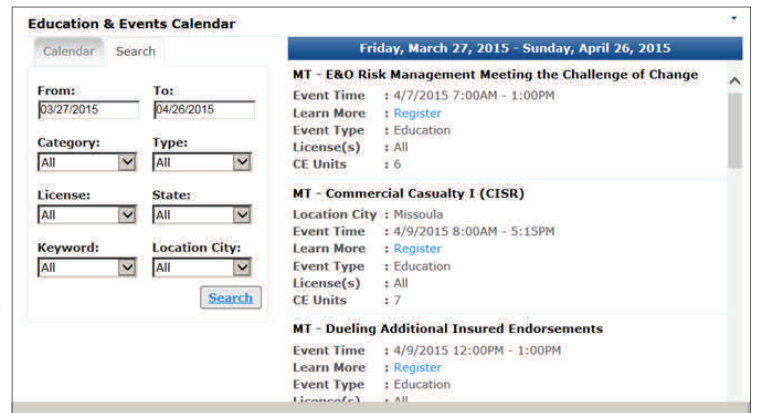 Education & Events Calendar
Calendar Search
From: To:
03/27/2015 04/26/2015
Category: Type:
All All
License: State:
All All
Keyword: Location City:
All All
Search
Friday, March 27, 2015 - Sunday, April 26, 2015
MT - E&O Risk Management Meeting the Challenge of Change
Event Time : 4/7/2015 7:00AM - 1:00PM
Learn More : Register
Event Type : Education
License(s) : All
CE Units : 6
MT - Commercial Casualty I (CISR)
Location City : Missoula
Event Time : 4/9/2015 8:00AM - 5:15PM
Learn More : Register
Event Type : Education
License(s) : All
CE Units : 7
MT - Dueling Additional Insured Endorsements
Event Time : 4/9/2015 12:00PM - 1:00PM
Learn More : Register
Event Type : Education
License(s) : All